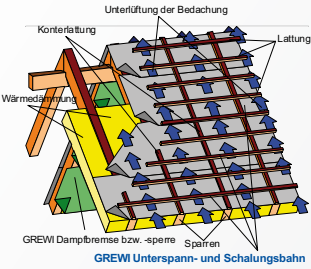 Unterlüftung der Bedachung
Konterlattung
Lattung
Wärmedämmung
GREWI Dampfbremse bzw. -sperre
Sparren
GREWI Unterspann- und Schalungsbahn